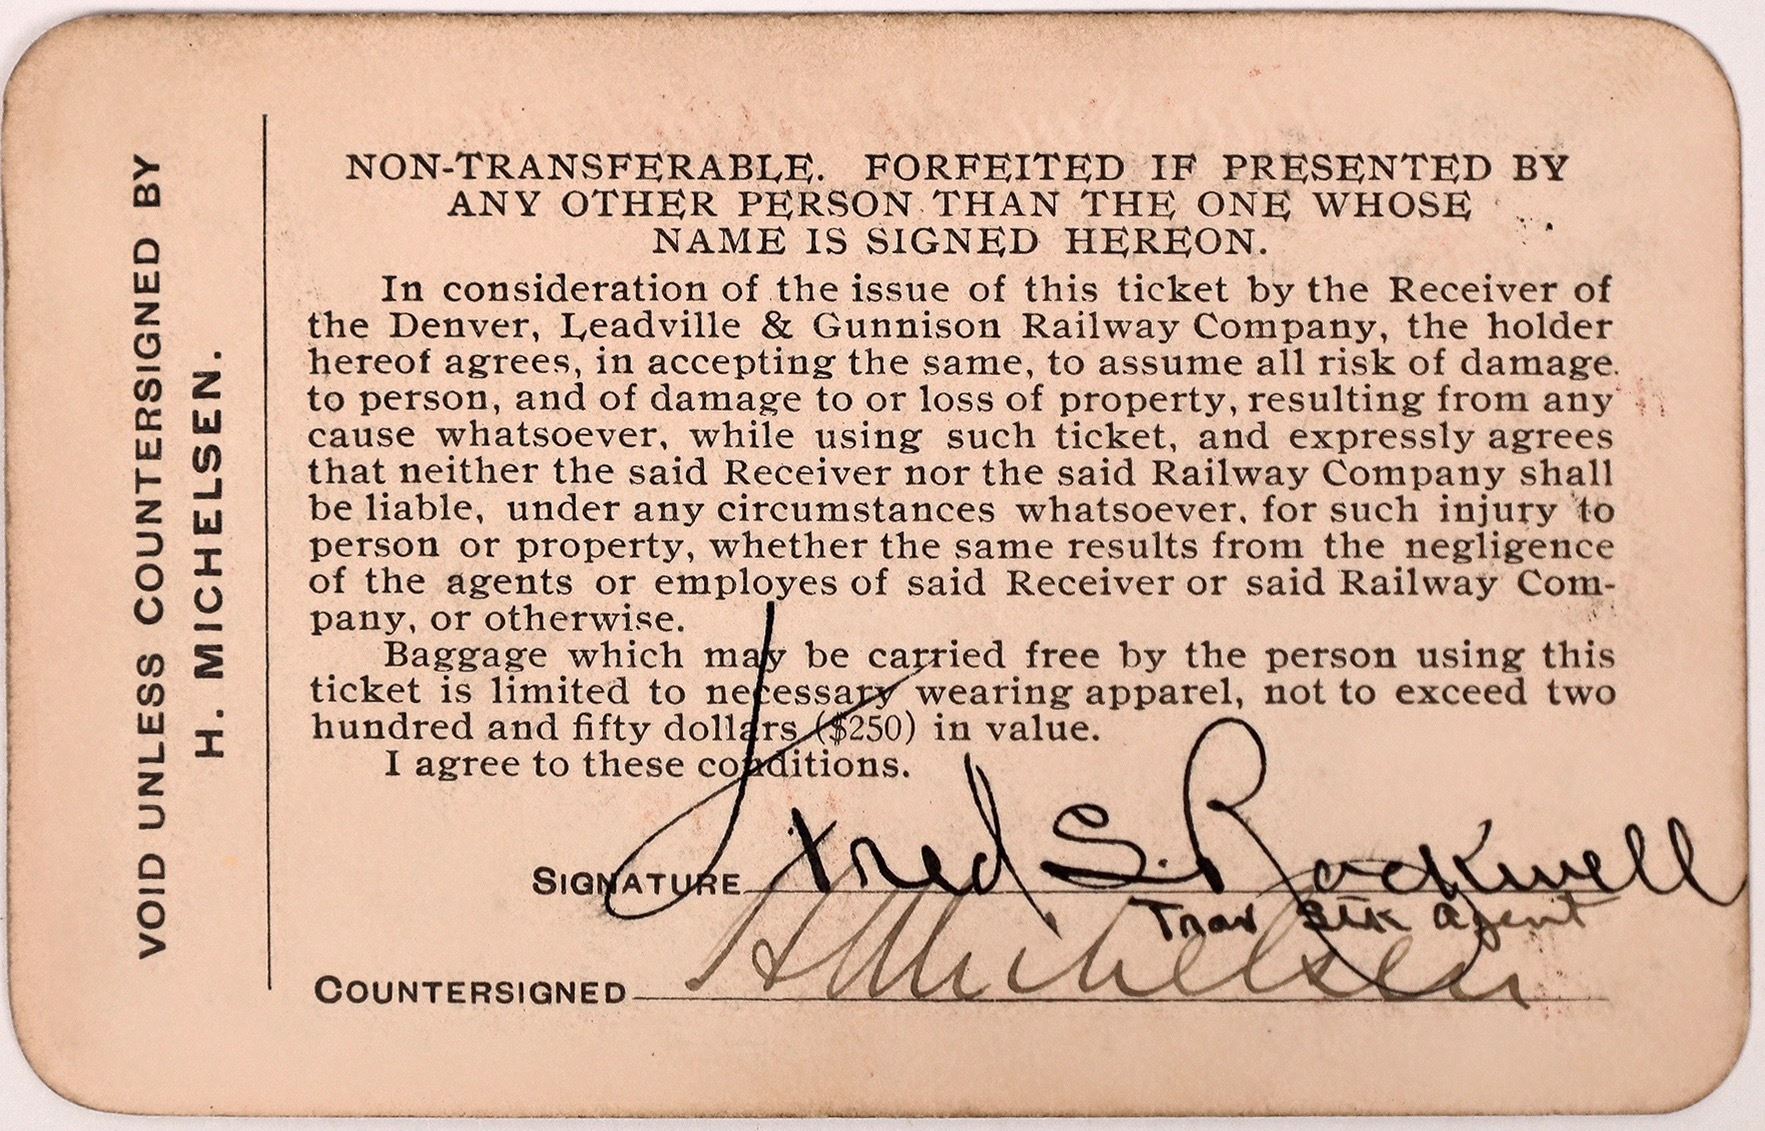 VOID UNLESS COUNTERSIGNED BY
H. MICHELSEN.
NON-TRANSFERABLE. FORFEITED IF PRESENTED BY
ANY OTHER PERSON THAN THE ONE WHOSE
NAME IS SIGNED HEREON.
In consideration of the issue of this ticket by the Receiver of
the Denver, Leadville & Gunnison Railway Company, the holder
hereof agrees, in accepting the same, to assume all risk of damage
to person, and of damage to or loss of property, resulting from any
cause whatsoever, while using such ticket, and expressly agrees
that neither the said Receiver nor the said Railway Company shall
be liable, under any circumstances whatsoever, for such injury to
person or property, whether the same results from the negligence
of the agents or employes of said Receiver or said Railway Com-
pany, or otherwise.
Baggage which may be carried free by the person using this
ticket is limited to necessary wearing apparel, not to exceed two
hundred and fifty dollars ($250) in value.
I agree to these conditions.
SIGNATURE Fred S. Rockwell
Trav Stk Agent
COUNTERSIGNED H Michelsen